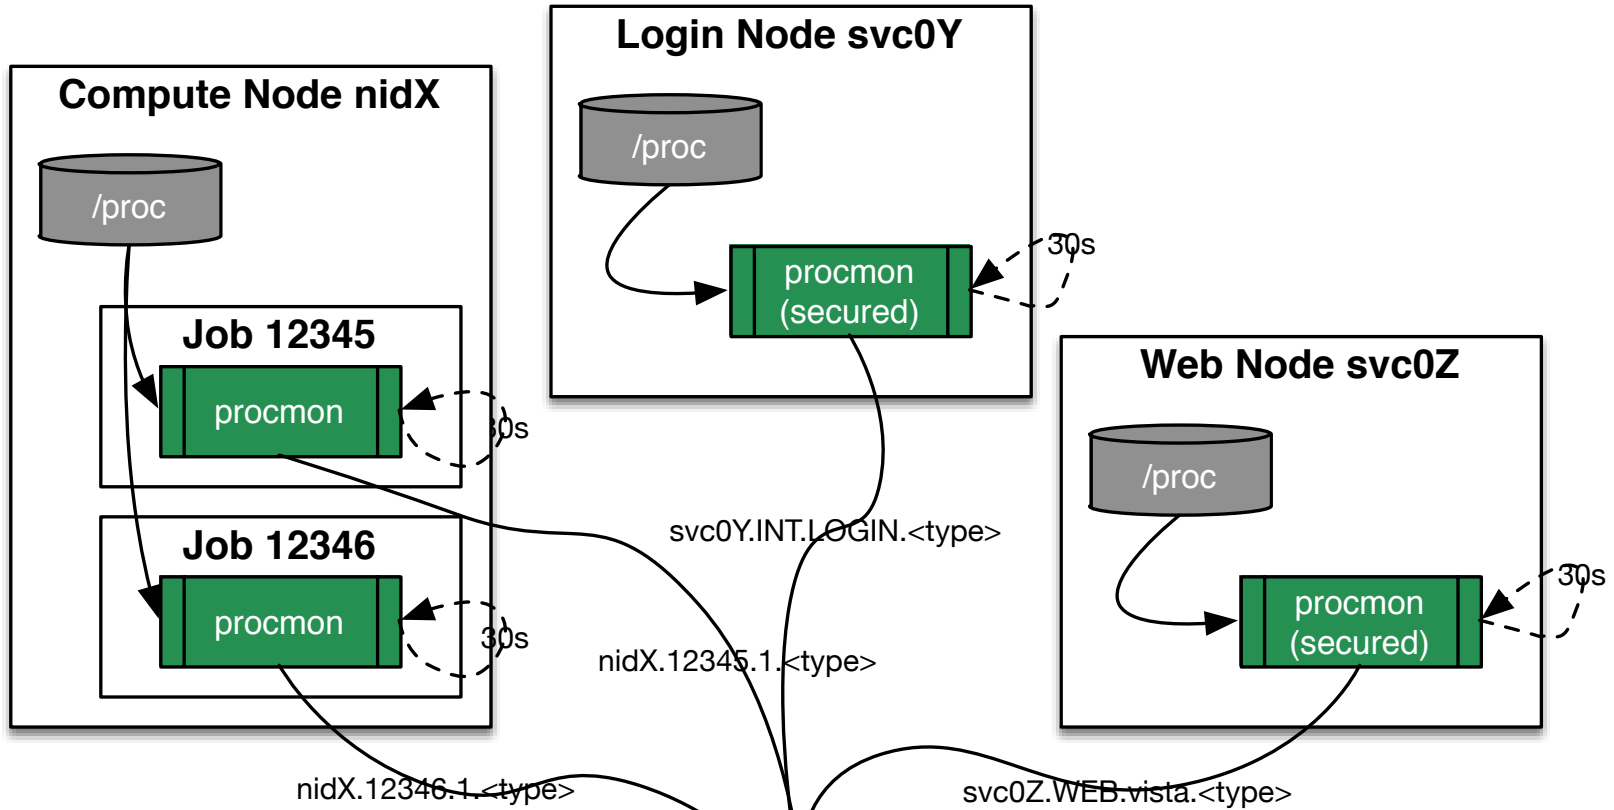 Login Node svc0Y
/proc
procmon
(secured)
30s
Compute Node nidX
/proc
Job 12345
procmon
30s
Job 12346
procmon
30s
Web Node svc0Z
/proc
procmon
(secured)
30s
svc0Y.INT.LOGIN.<type>
nidX.12345.1.<type>
nidX.12346.1.<type>
svc0Z.WEB.vista.<type>